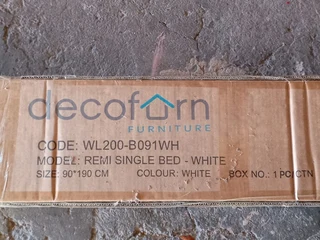 decofurn
FURNITURE
CODE: WL200-B091WH
MODEL: REMI SINGLE BED - WHITE
SIZE: 90*190 CM COLOUR: WHITE BOX NO.: 1 PC/CTN